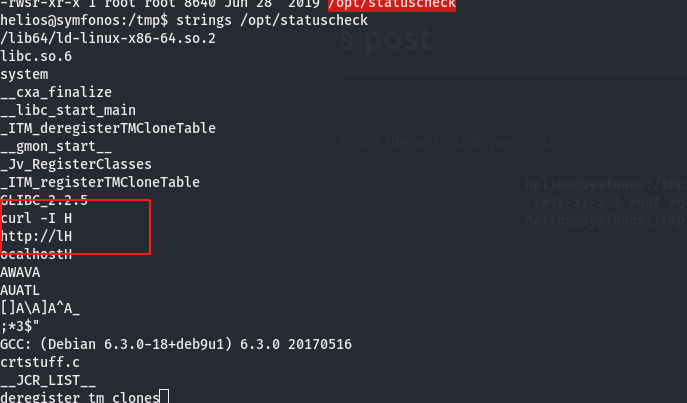 -rwsr-xr-x 1 root root 8640 Jun 28  2019 /opt/statuscheck
helios@symfonos:/tmp$ strings /opt/statuscheck
/lib64/ld-linux-x86-64.so.2
$ post
libc.so.6
system
__cxa_finalize
__libc_start_main
_ITM_deregisterTMCloneTable
find a file with sudo permission
__gmon_start__
_Jv_RegisterClasses
_ITM_registerTMCloneTable
helios@symfonos:/tmp
GLIBC_2.2.5
-rwsr-xr-x 1 root roo
curl -I H
helios@symfonos:/tmp
http://lH
ocalhostH
AWAVA
AUATL
[]A\A]A^A_
;*3$"
GCC: (Debian 6.3.0-18+deb9u1) 6.3.0 20170516
crtstuff.c
__JCR_LIST__
deregister_tm_clones